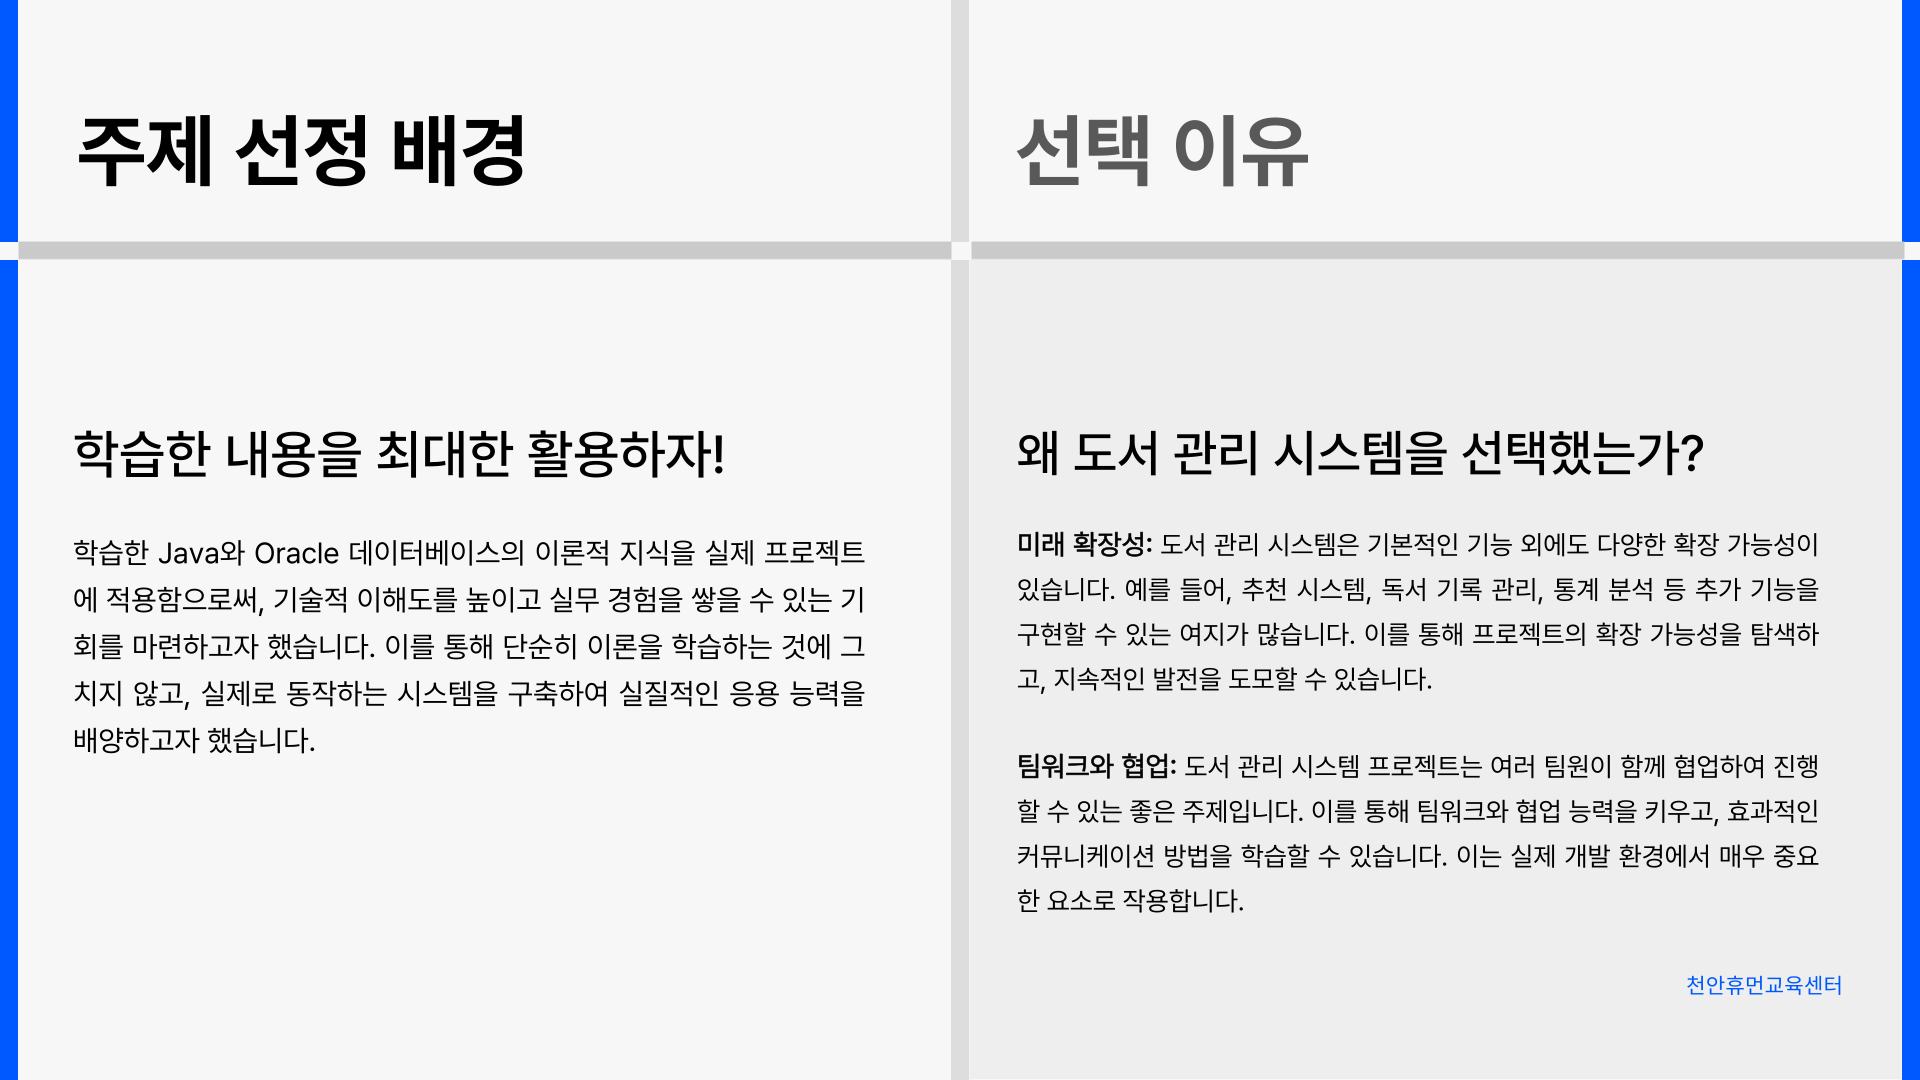 주제 선정 배경
선택 이유
학습한 내용을 최대한 활용하자!
학습한 Java와 Oracle 데이터베이스의 이론적 지식을 실제 프로젝트
에 적용함으로써, 기술적 이해도를 높이고 실무 경험을 쌓을 수 있는 기
회를 마련하고자 했습니다. 이를 통해 단순히 이론을 학습하는 것에 그
치지 않고, 실제로 동작하는 시스템을 구축하여 실질적인 응용 능력을
배양하고자 했습니다.
왜 도서 관리 시스템을 선택했는가?
미래 확장성: 도서 관리 시스템은 기본적인 기능 외에도 다양한 확장 가능성이
있습니다. 예를 들어, 추천 시스템, 독서 기록 관리, 통계 분석 등 추가 기능을
구현할 수 있는 여지가 많습니다. 이를 통해 프로젝트의 확장 가능성을 탐색하
고, 지속적인 발전을 도모할 수 있습니다.
팀워크와 협업: 도서 관리 시스템 프로젝트는 여러 팀원이 함께 협업하여 진행
할 수 있는 좋은 주제입니다. 이를 통해 팀워크와 협업 능력을 키우고, 효과적인
커뮤니케이션 방법을 학습할 수 있습니다. 이는 실제 개발 환경에서 매우 중요
한 요소로 작용합니다.
천안휴먼교육센터